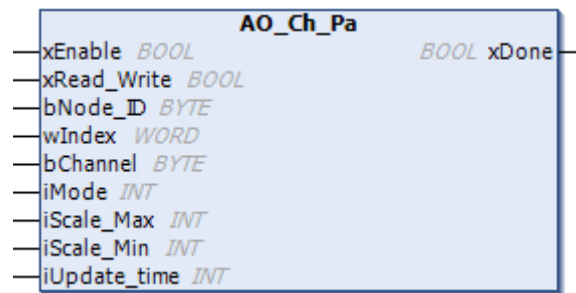 AO_Ch_Pa
xEnable BOOL BOOL xDone
xRead_Write BOOL
bNode_ID BYTE
wIndex WORD
bChannel BYTE
iMode INT
iScale_Max INT
iScale_Min INT
iUpdate_time INT